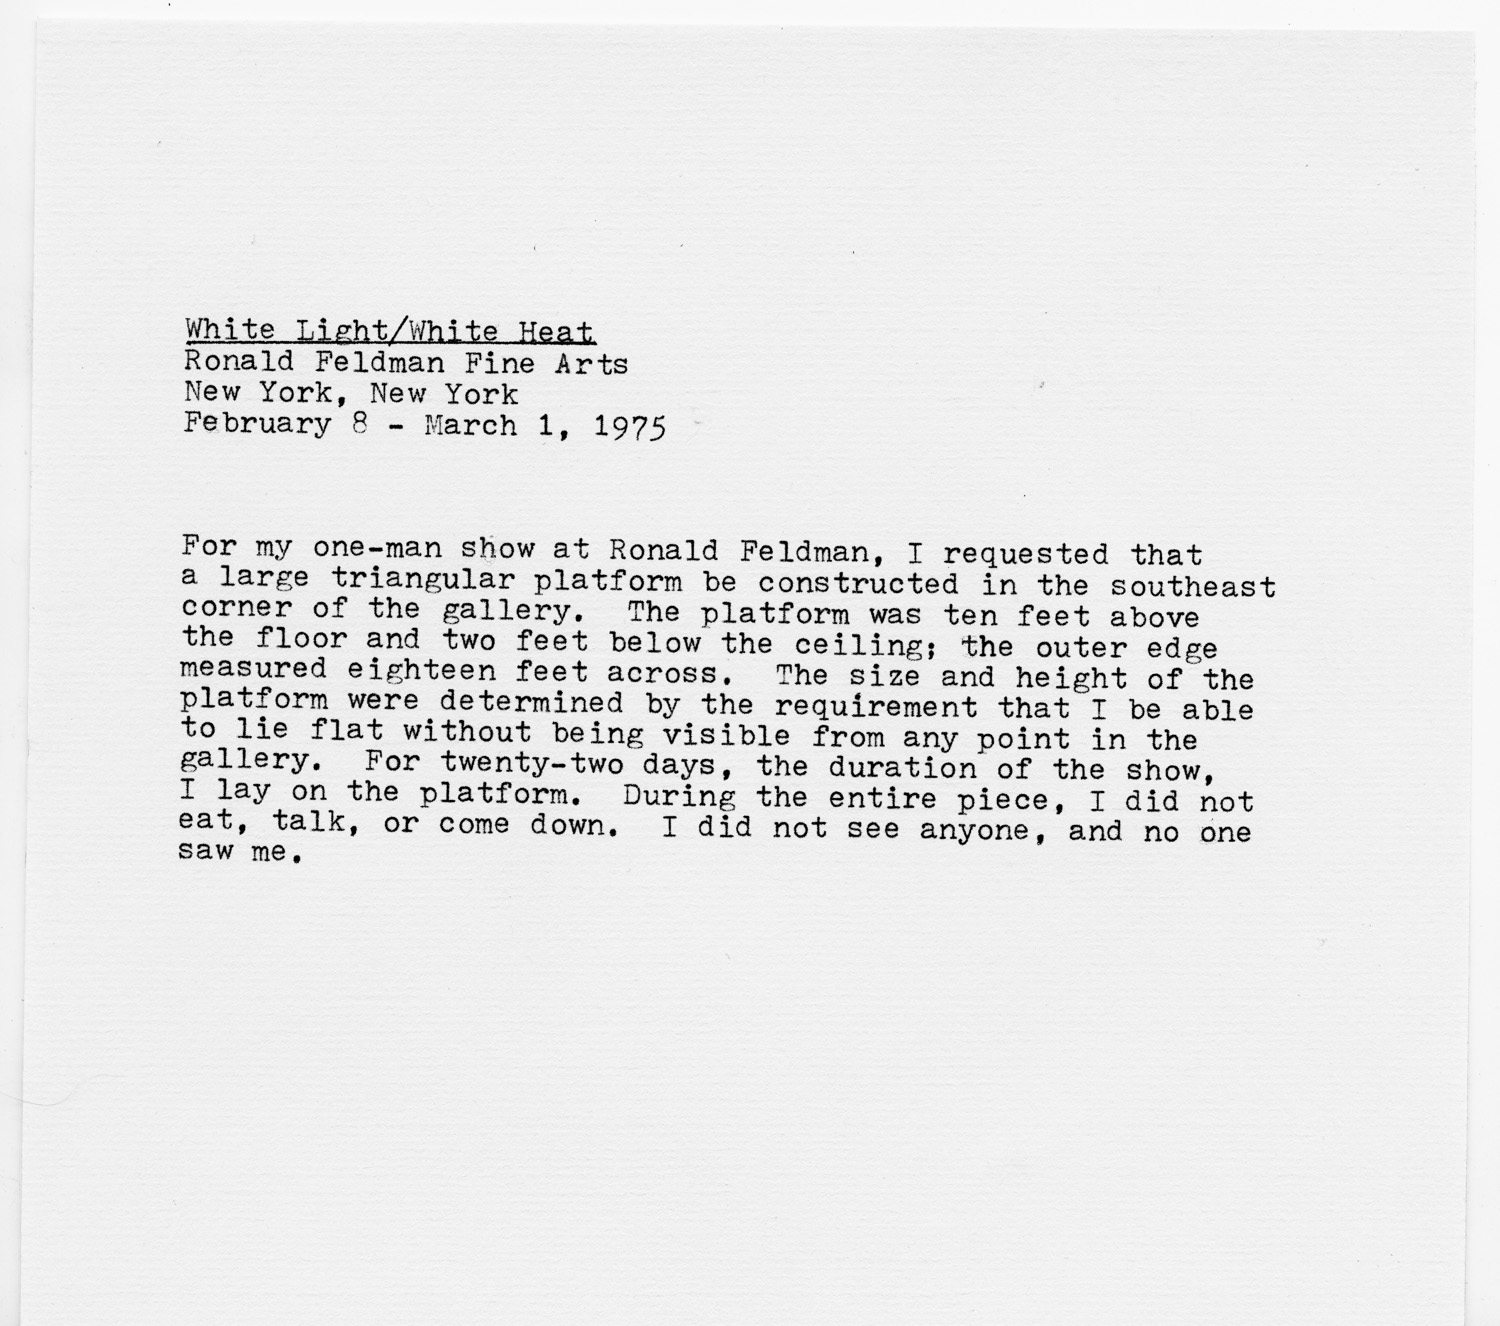 White Light/White Heat
Ronald Feldman Fine Arts
New York, New York
February 8 - March 1, 1975
For my one-man show at Ronald Feldman, I requested that
a large triangular platform be constructed in the southeast
corner of the gallery.  The platform was ten feet above
the floor and two feet below the ceiling; the outer edge
measured eighteen feet across.  The size and height of the
platform were determined by the requirement that I be able
to lie flat without being visible from any point in the
gallery.  For twenty-two days, the duration of the show,
I lay on the platform.  During the entire piece, I did not
eat, talk, or come down.  I did not see anyone, and no one
saw me.